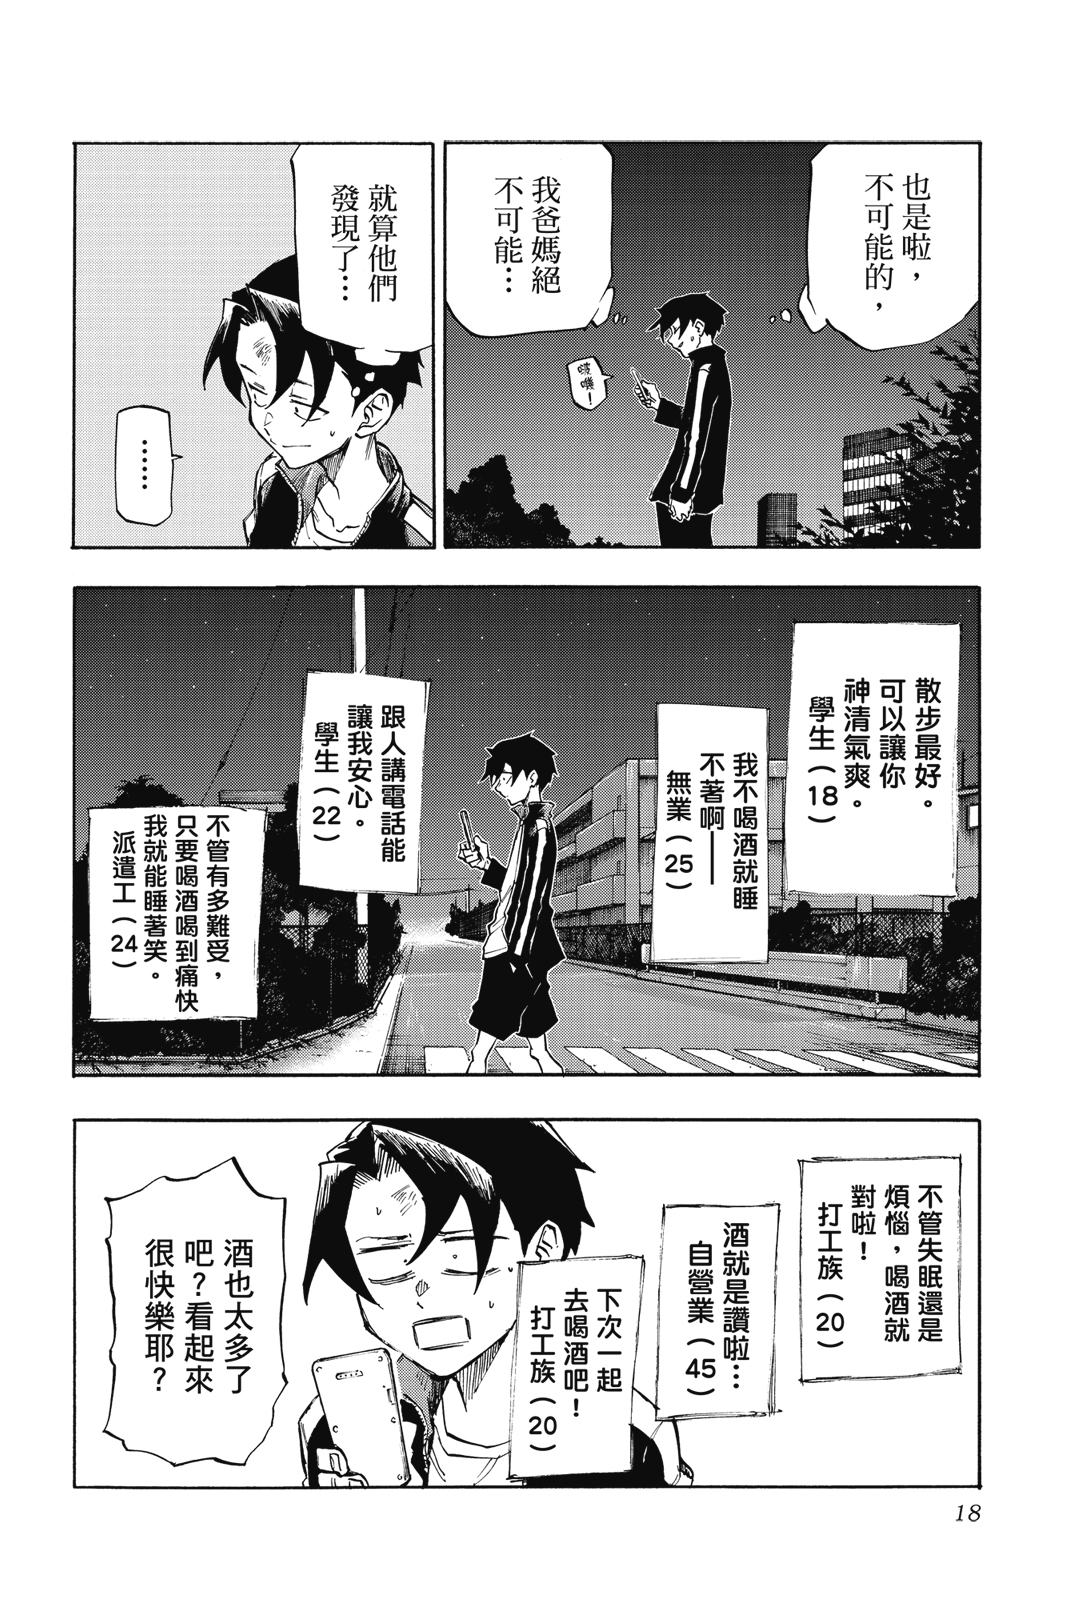 也是啦，
不可能的，
我爸媽絕
不可能…
噗嘰！
就算他們
發現了…
……
散步最好。
可以讓你
神清氣爽。
學生（18）
我不喝酒就睡
不著啊——
無業（25）
跟人講電話能
讓我安心。
學生（22）
不管有多難受，
只要喝酒喝到痛快
我就能睡著笑。
派遣工（24）
不管失眠還是
煩惱，喝酒就
對啦！
打工族（20）
酒就是讚啦…
自營業（45）
下次一起
去喝酒吧！
打工族（20）
酒也太多了
吧？看起來
很快樂耶？
18